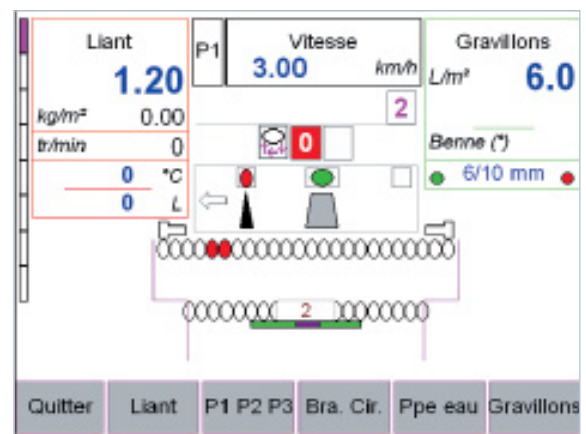 Liant
1.20
kg/m² 0.00
tr/min 0
0 °C
0 L
P1
Vitesse
3.00 km/h
Gravillons
L/m² 6.0
Benne (*)
6/10 mm
2
0
2
Quitter Liant P1 P2 P3 Bra. Cir. Ppe eau Gravillons